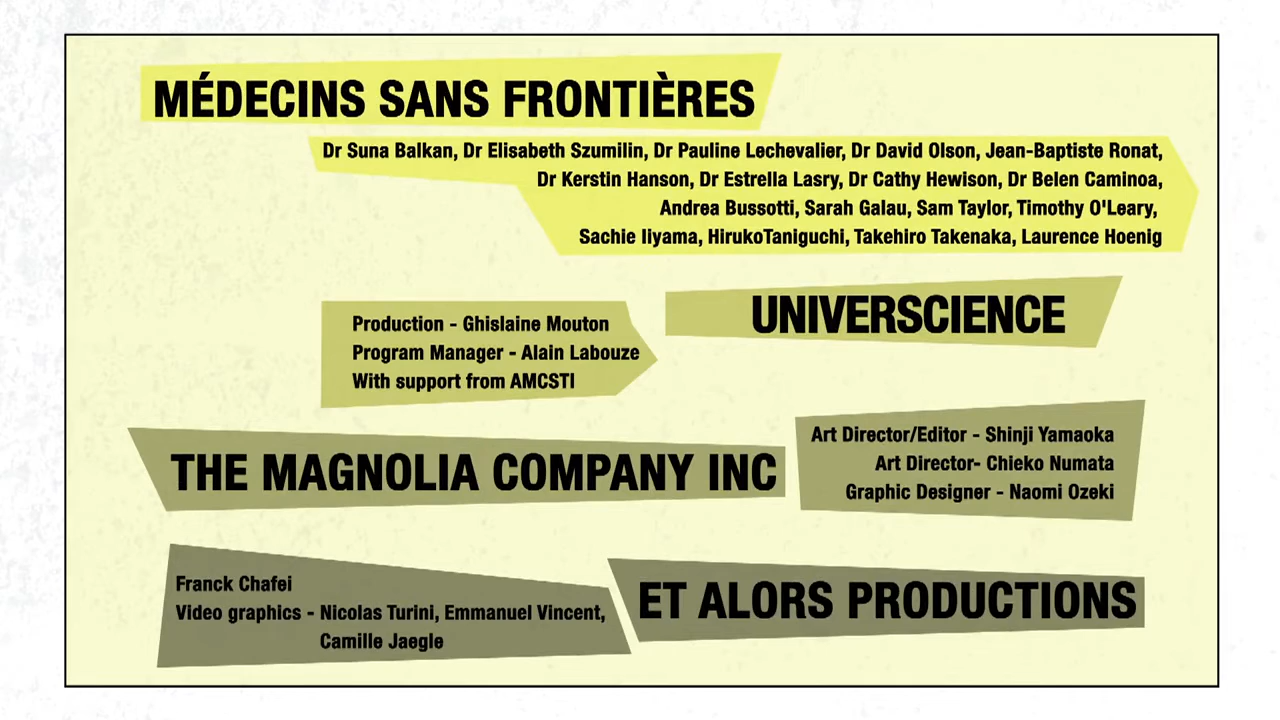 MÉDECINS SANS FRONTIÈRES
Dr Suna Balkan, Dr Elisabeth Szumilin, Dr Pauline Lechevalier, Dr David Olson, Jean-Baptiste Ronat,
Dr Kerstin Hanson, Dr Estrella Lasry, Dr Cathy Hewison, Dr Belen Caminoa,
Andrea Bussotti, Sarah Galau, Sam Taylor, Timothy O'Leary,
Sachie Iiyama, HirukoTaniguchi, Takehiro Takenaka, Laurence Hoenig
UNIVERSCIENCE
Production - Ghislaine Mouton
Program Manager - Alain Labouze
With support from AMCSTI
THE MAGNOLIA COMPANY INC
Art Director/Editor - Shinji Yamaoka
Art Director- Chieko Numata
Graphic Designer - Naomi Ozeki
ET ALORS PRODUCTIONS
Franck Chafei
Video graphics - Nicolas Turini, Emmanuel Vincent,
Camille Jaegle